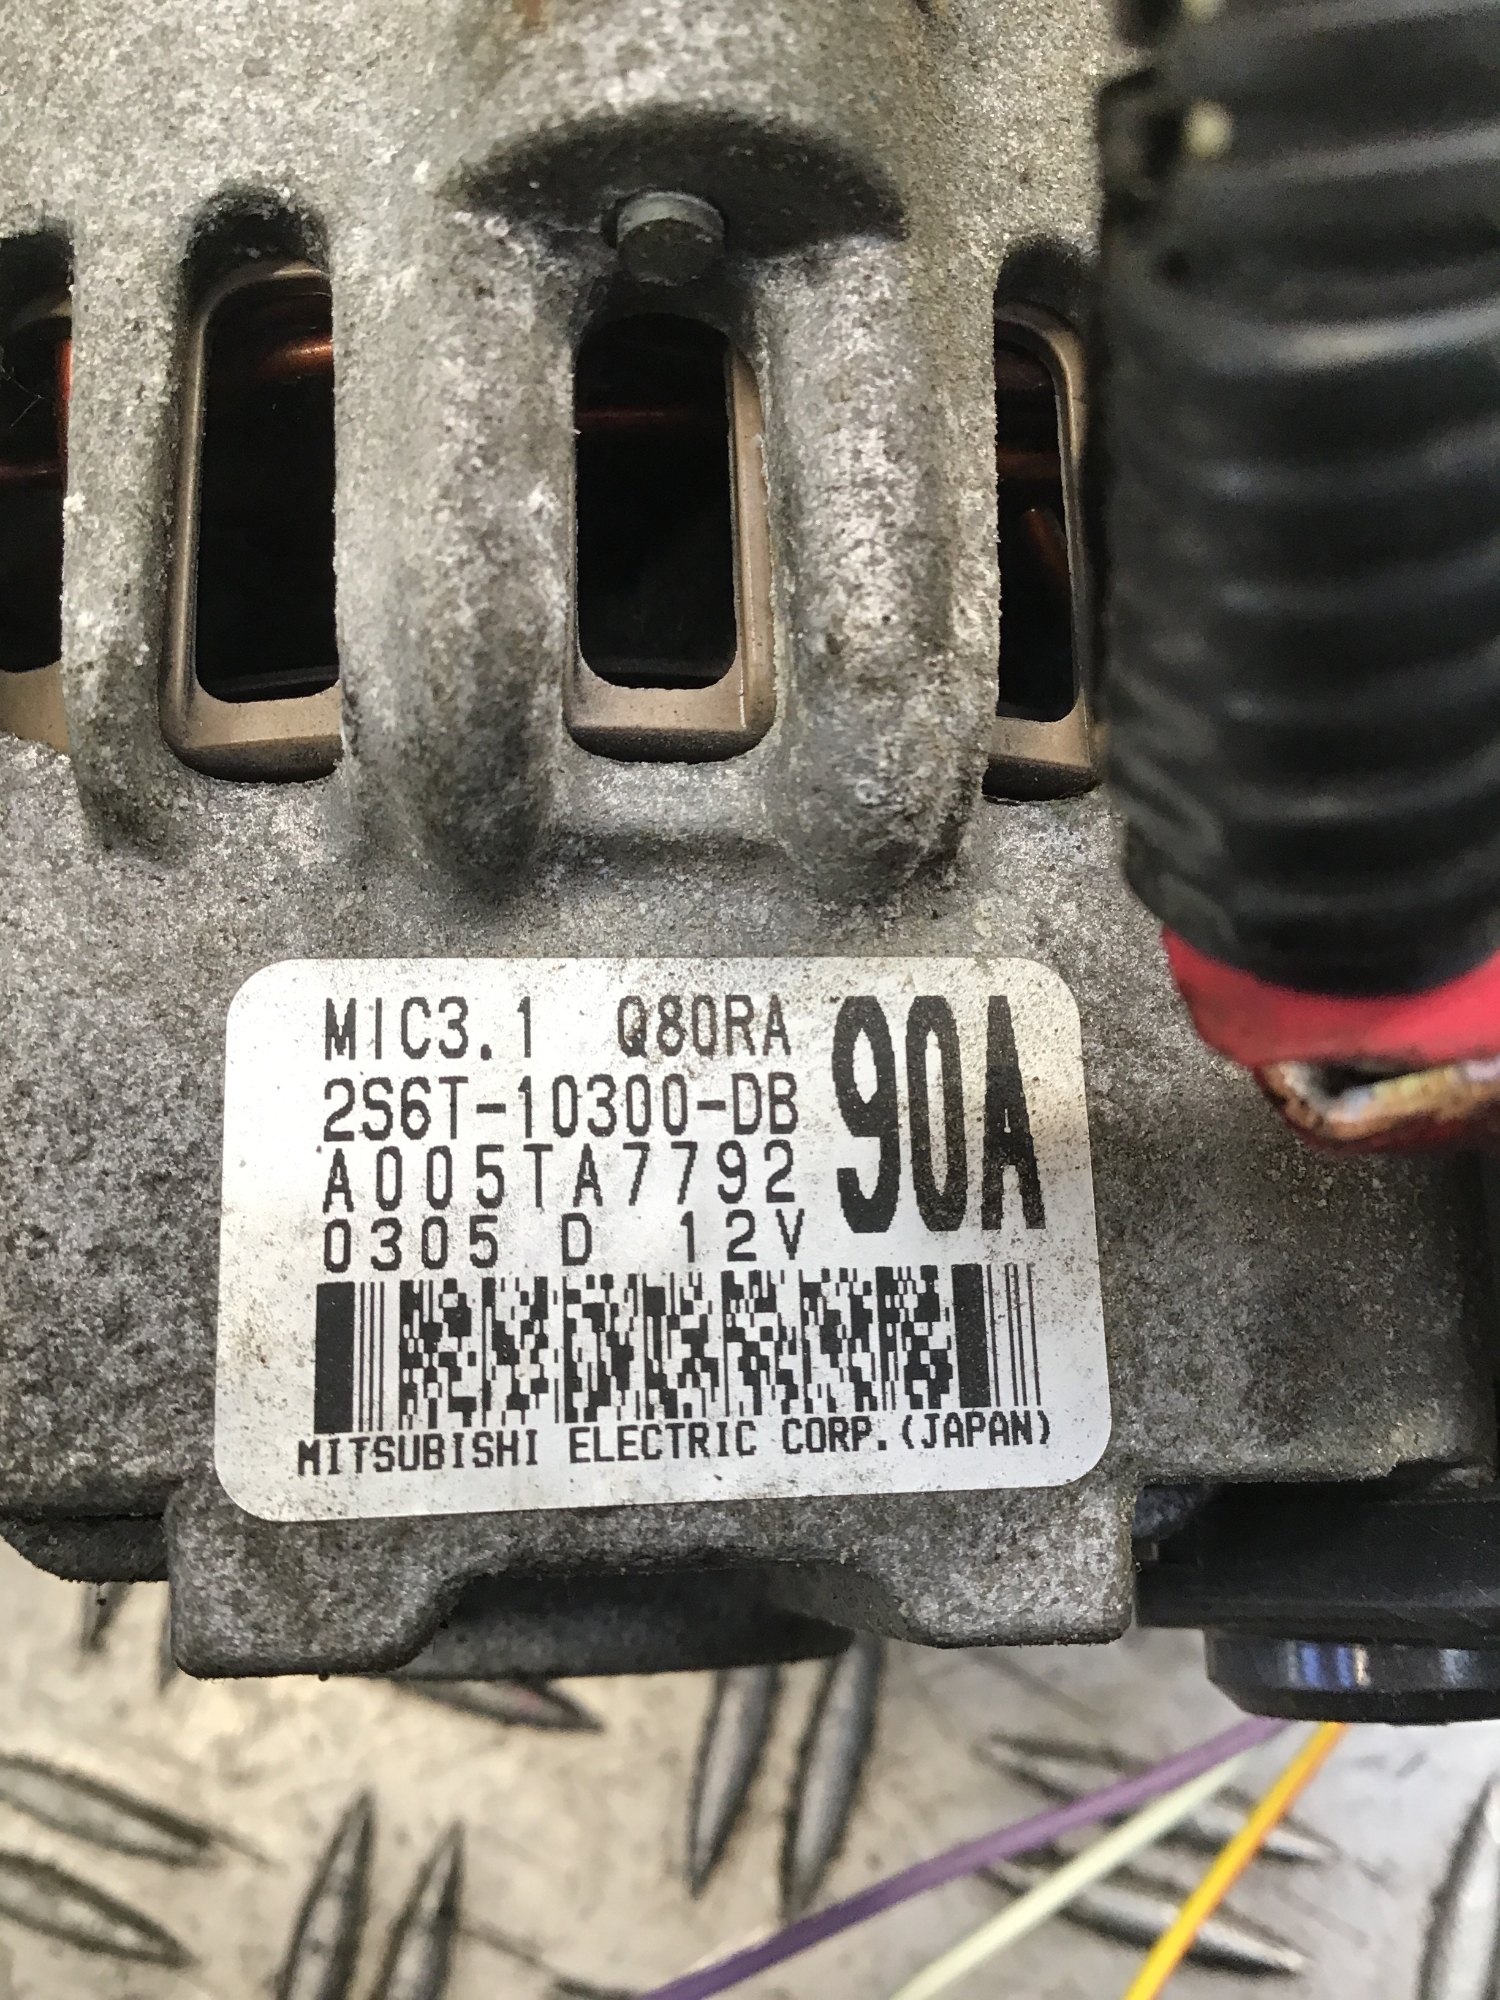 MIC3.1 Q80RA
90A
2S6T-10300-DB
A005TA7792
0305 D 12V
MITSUBISHI ELECTRIC CORP.(JAPAN)